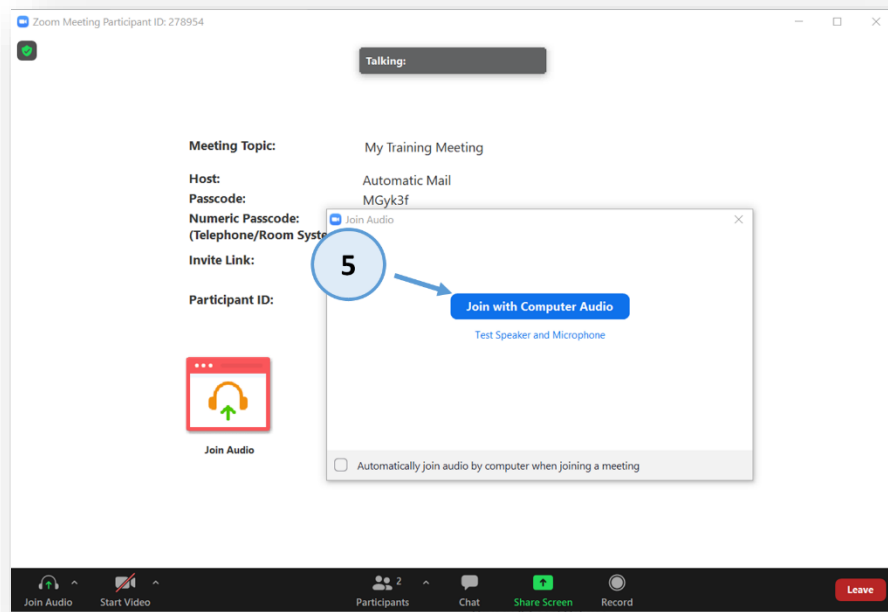 Zoom Meeting Participant ID: 278954
Talking:
Meeting Topic: My Training Meeting
Host: Automatic Mail
Passcode: MGyk3f
Numeric Passcode:
(Telephone/Room Syste
Invite Link:
Participant ID:
Join Audio
5
Join with Computer Audio
Test Speaker and Microphone
Automatically join audio by computer when joining a meeting
Join Audio
Join Audio
Start Video
2
Participants
Chat
Share Screen
Record
Leave